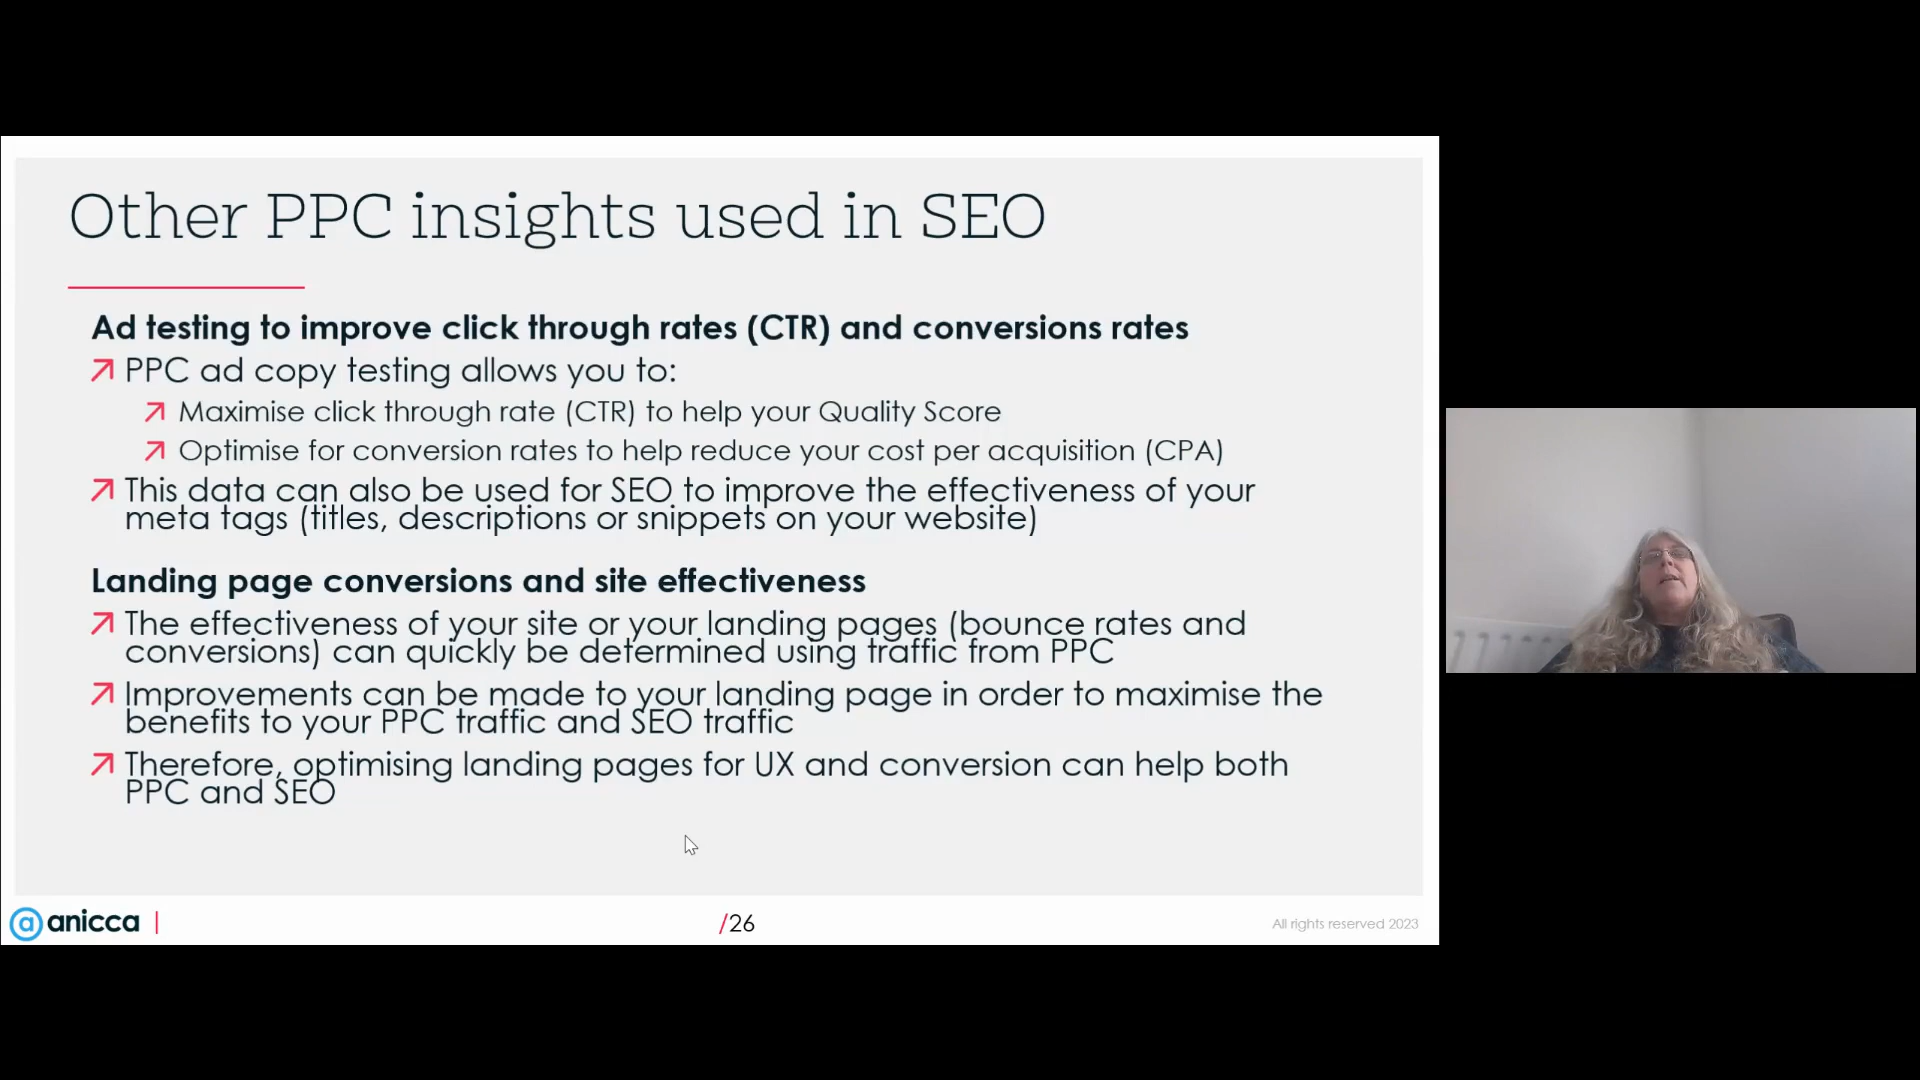 Other PPC insights used in SEO
Ad testing to improve click through rates (CTR) and conversions rates
PPC ad copy testing allows you to:
Maximise click through rate (CTR) to help your Quality Score
Optimise for conversion rates to help reduce your cost per acquisition (CPA)
This data can also be used for SEO to improve the effectiveness of your
meta tags (titles, descriptions or snippets on your website)
Landing page conversions and site effectiveness
The effectiveness of your site or your landing pages (bounce rates and
conversions) can quickly be determined using traffic from PPC
Improvements can be made to your landing page in order to maximise the
benefits to your PPC traffic and SEO traffic
Therefore, optimising landing pages for UX and conversion can help both
PPC and SEO
@ anicca |
/26
All rights reserved 2023